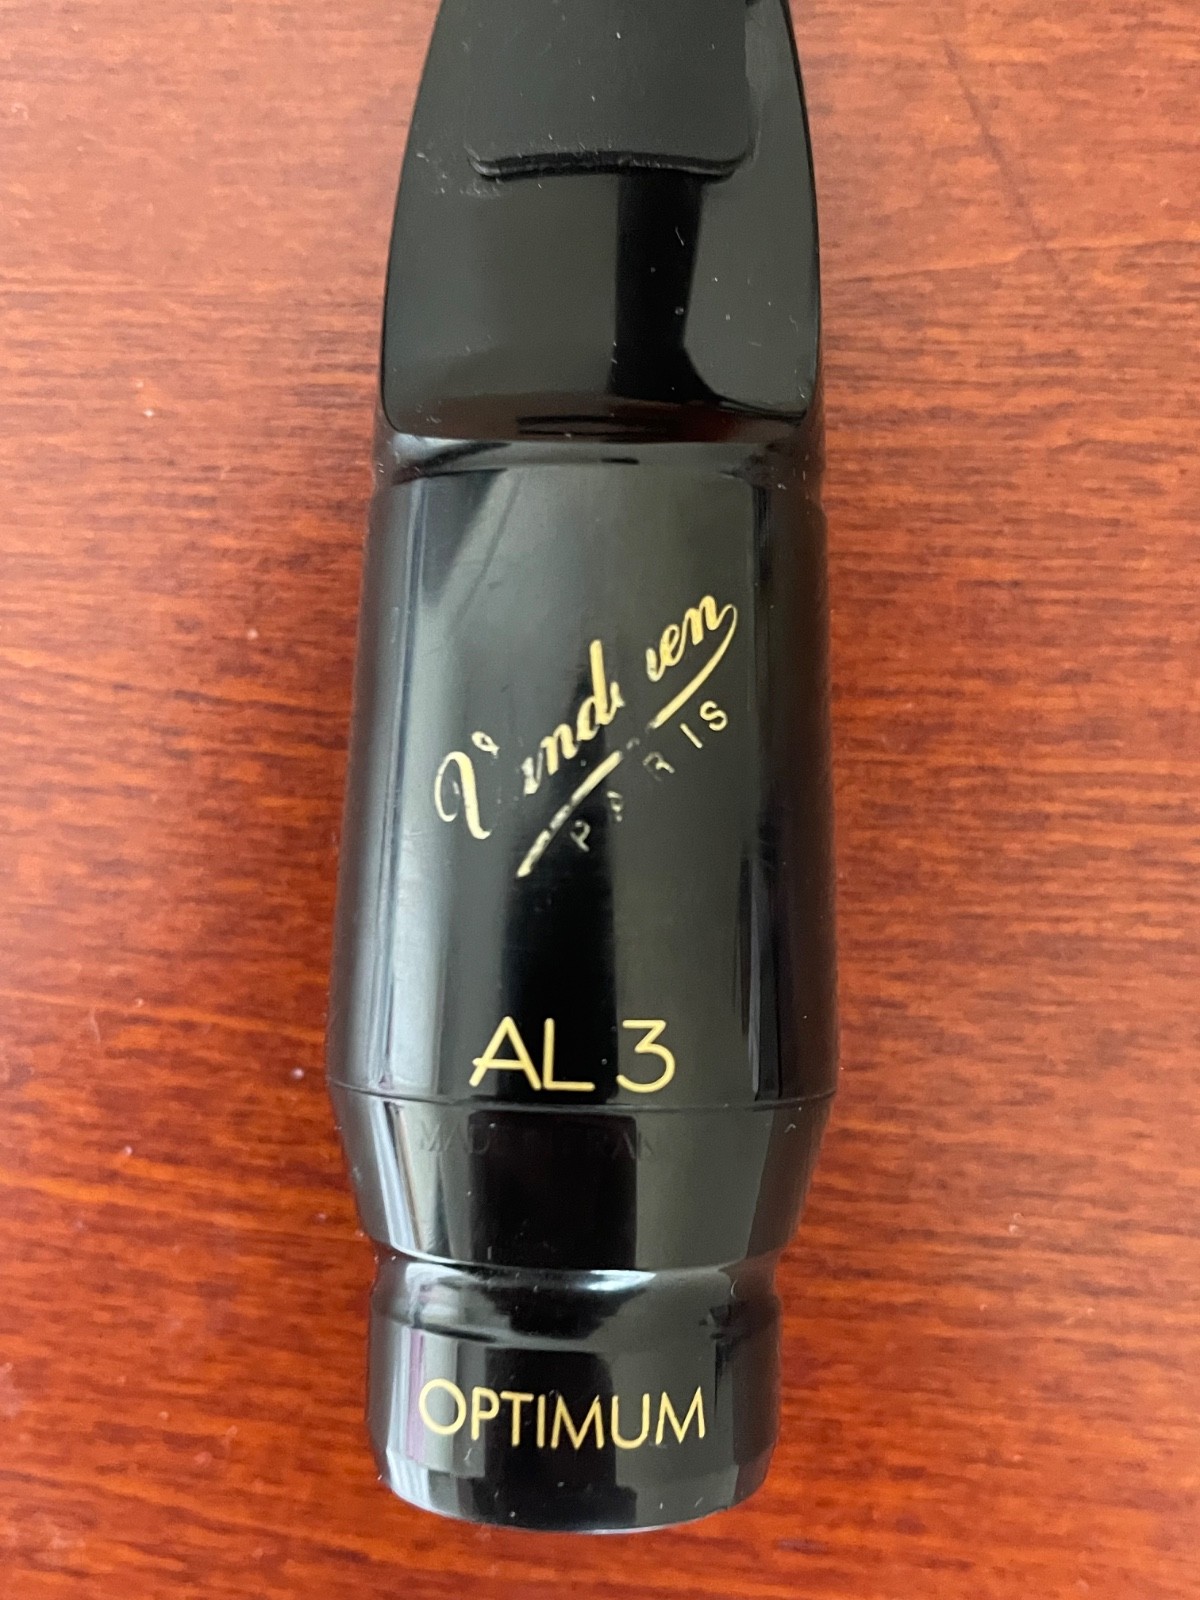 Vandoren
PARIS
AL 3
OPTIMUM